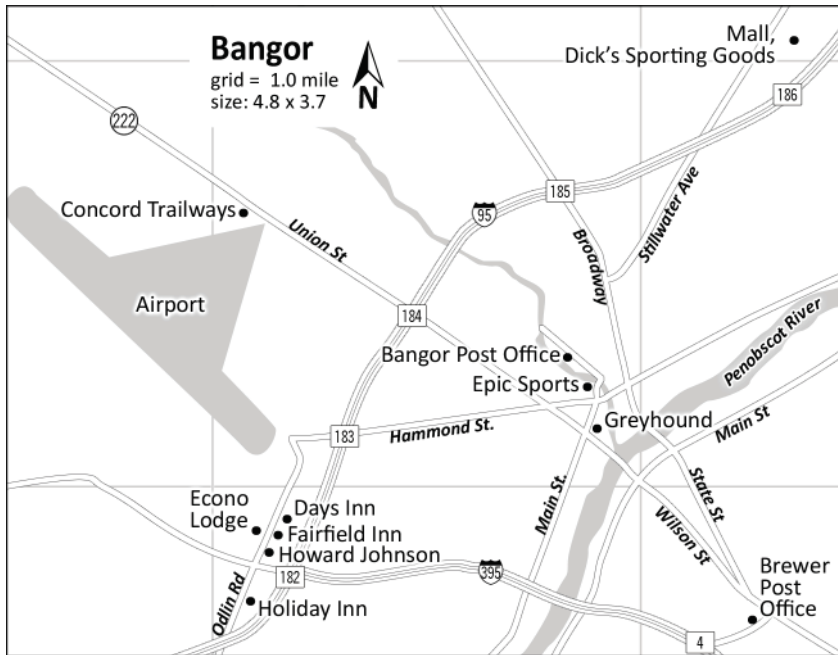 Bangor
grid = 1.0 mile
size: 4.8 x 3.7
N
Mall,
Dick's Sporting Goods
186
222
185
95
Stillwater Ave
Concord Trailways
Union St
Broadway
Airport
184
Penobscot River
Bangor Post Office
Epic Sports
Greyhound
Main St
183
Hammond St.
State St
Main St.
Econo
Lodge
Days Inn
Fairfield Inn
Howard Johnson
Wilson St
182
395
Brewer
Post
Office
Odlin Rd
Holiday Inn
4